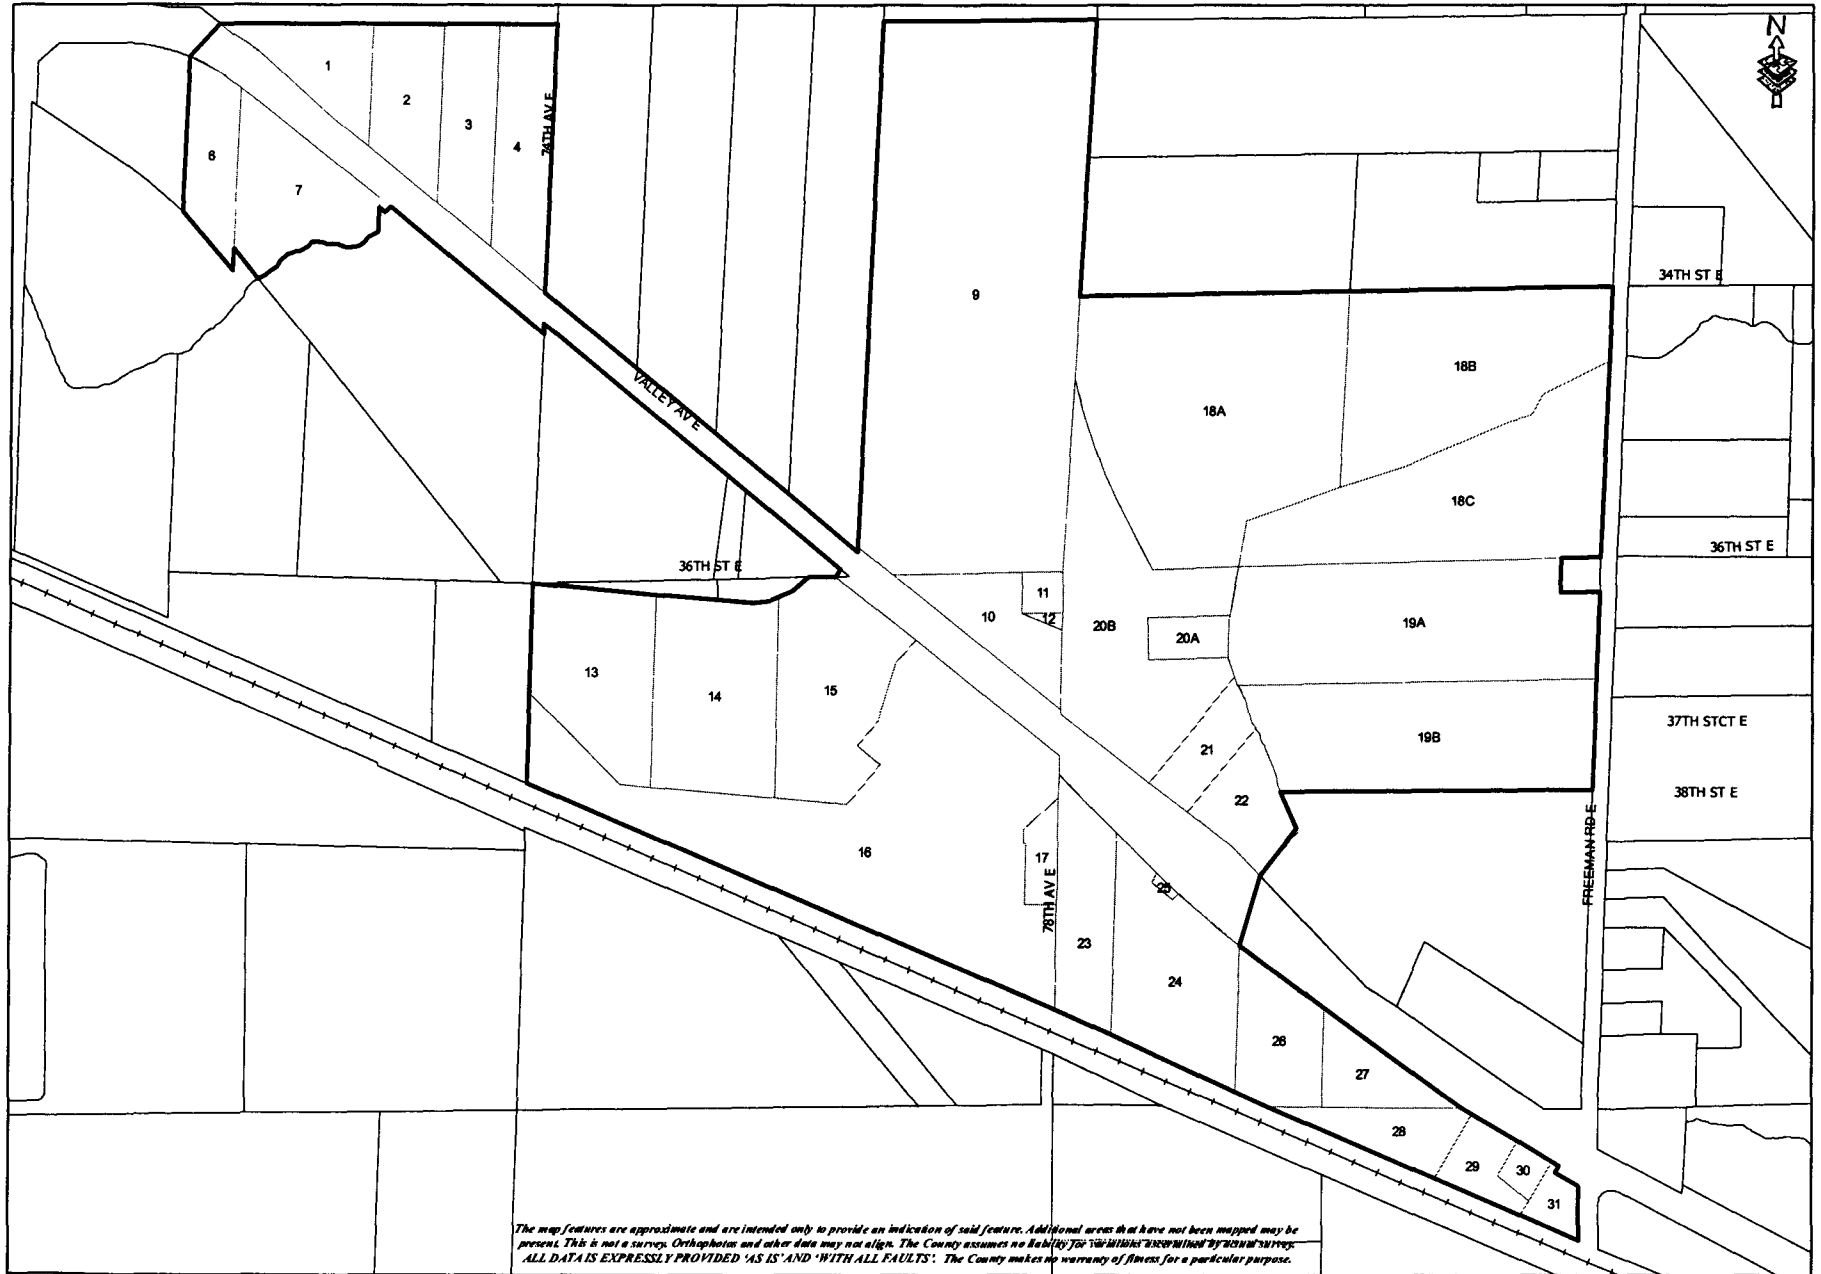 N
1
2
3
4
74TH AV E
6
7
9
34TH ST E
18B
18A
VALLEY AV E
18C
36TH ST E
36TH ST E
11
10
12
20B
20A
19A
13
14
15
37TH STCT E
19B
21
38TH ST E
22
FREEMAN RD E
16
17
78TH AV E
25
23
24
26
27
28
29
30
31
The map features are approximate and are intended only to provide an indication of said feature. Additional areas that have not been mapped may be
present. This is not a survey. Orthophotos and other data may not align. The County assumes no liability for variations ascertained by actual survey.
ALL DATA IS EXPRESSLY PROVIDED 'AS IS' AND 'WITH ALL FAULTS'. The County makes no warranty of fitness for a particular purpose.